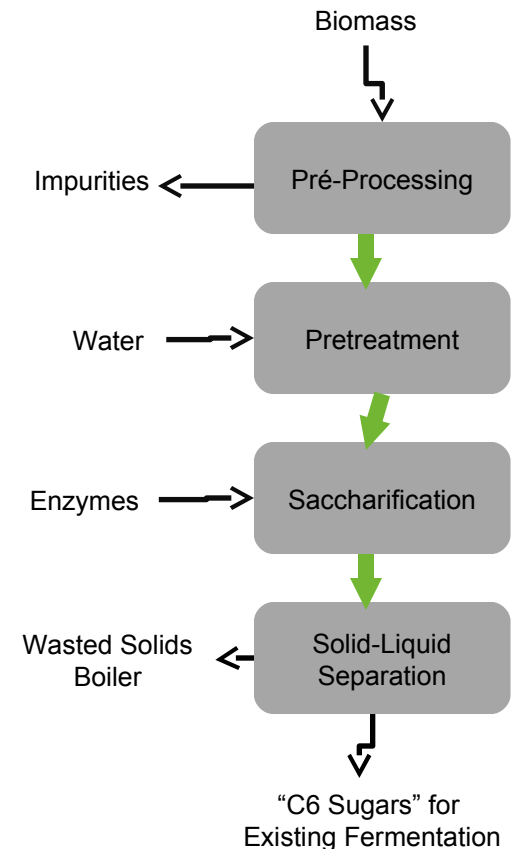 Biomass
Impurities
Pré-Processing
Water
Pretreatment
Enzymes
Saccharification
Wasted Solids
Boiler
Solid-Liquid
Separation
“C6 Sugars” for
Existing Fermentation